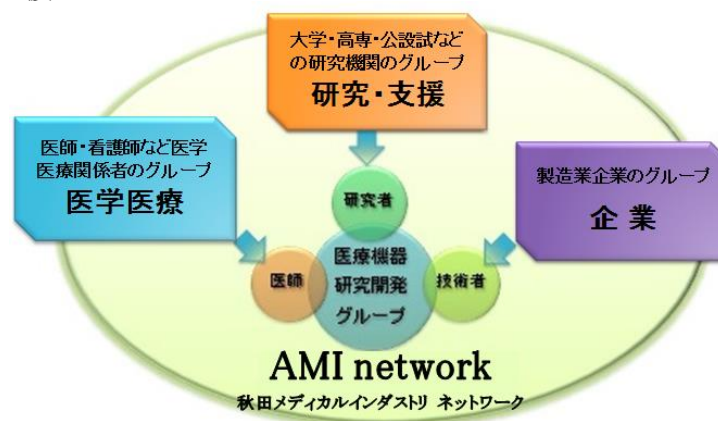 大学・高専・公設試など
の研究機関のグループ
研究・支援
医師・看護師など医学
医療関係者のグループ
医学医療
製造業企業のグループ
企 業
研究者
医師
医療機器
研究開発
グループ
技術者
AMI network
秋田メディカルインダストリ ネットワーク